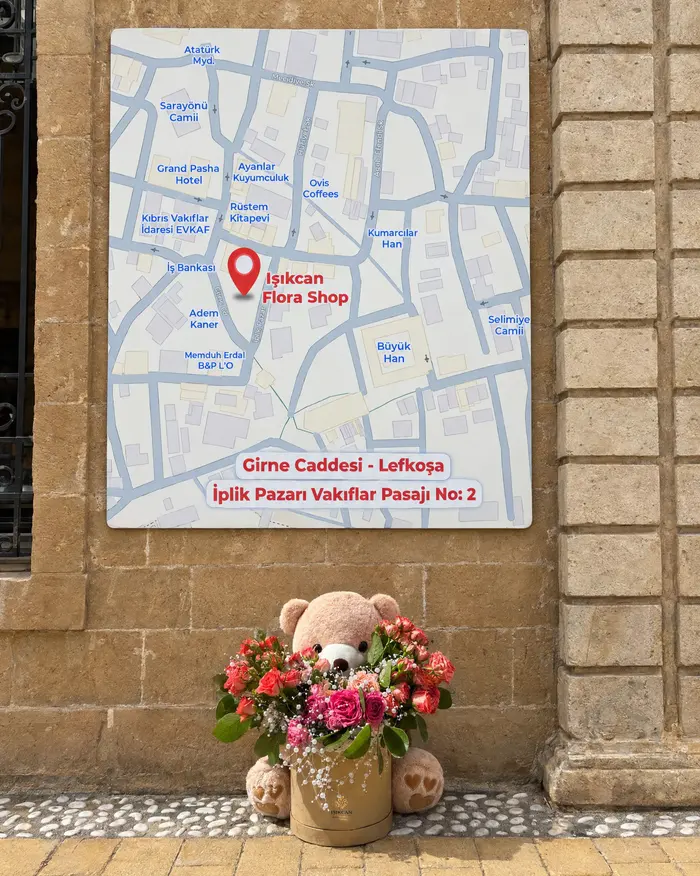 Atatürk
Myd.
Sarayönü
Camii
Grand Pasha
Hotel
Ayanlar
Kuyumculuk
Ovis
Coffees
Rüstem
Kitapevi
Kıbrıs Vakıflar
İdaresi EVKAF
Kumarcılar
Han
İş Bankası
Işıkcan
Flora Shop
Adem
Kaner
Selimiye
Camii
Büyük
Han
Memduh Erdal
B&P L'O
Girne Caddesi - Lefkoşa
İplik Pazarı Vakıflar Pasajı No: 2
IŞIKCAN